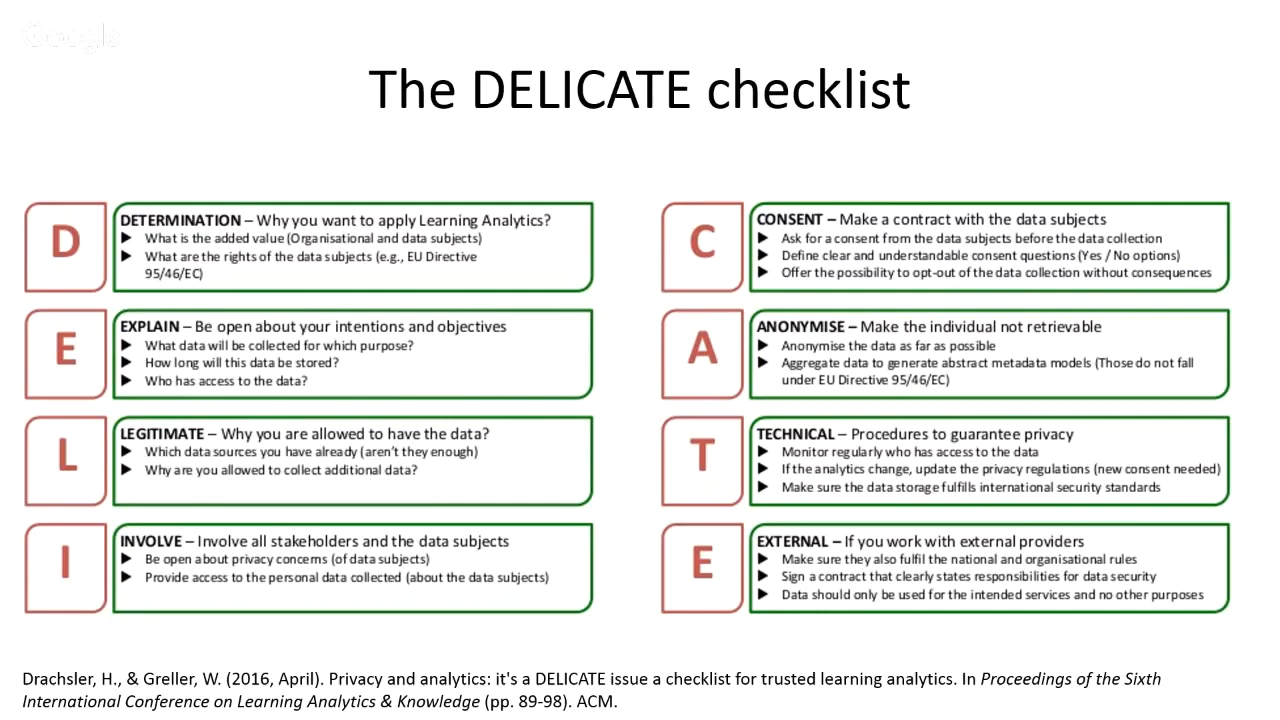 Google
The DELICATE checklist
D
DETERMINATION – Why you want to apply Learning Analytics?
▶ What is the added value (Organisational and data subjects)
▶ What are the rights of the data subjects (e.g., EU Directive
95/46/EC)
E
EXPLAIN – Be open about your intentions and objectives
▶ What data will be collected for which purpose?
▶ How long will this data be stored?
▶ Who has access to the data?
L
LEGITIMATE – Why you are allowed to have the data?
▶ Which data sources you have already (aren't they enough)
▶ Why are you allowed to collect additional data?
I
INVOLVE – Involve all stakeholders and the data subjects
▶ Be open about privacy concerns (of data subjects)
▶ Provide access to the personal data collected (about the data subjects)
C
CONSENT – Make a contract with the data subjects
▶ Ask for a consent from the data subjects before the data collection
▶ Define clear and understandable consent questions (Yes / No options)
▶ Offer the possibility to opt-out of the data collection without consequences
A
ANONYMISE – Make the individual not retrievable
▶ Anonymise the data as far as possible
▶ Aggregate data to generate abstract metadata models (Those do not fall
under EU Directive 95/46/EC)
T
TECHNICAL – Procedures to guarantee privacy
▶ Monitor regularly who has access to the data
▶ If the analytics change, update the privacy regulations (new consent needed)
▶ Make sure the data storage fulfills international security standards
E
EXTERNAL – If you work with external providers
▶ Make sure they also fulfil the national and organisational rules
▶ Sign a contract that clearly states responsibilities for data security
▶ Data should only be used for the intended services and no other purposes
Drachsler, H., & Greller, W. (2016, April). Privacy and analytics: it's a DELICATE issue a checklist for trusted learning analytics. In Proceedings of the Sixth
International Conference on Learning Analytics & Knowledge (pp. 89-98). ACM.